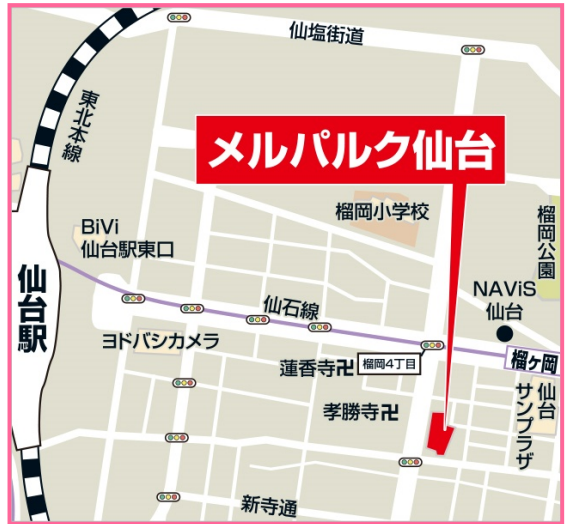 仙塩街道
東北本線
メルパルク仙台
榴岡小学校
榴岡公園
BiVi
仙台駅東口
仙台駅
NAViS
仙台
仙石線
ヨドバシカメラ
蓮香寺卍
榴岡4丁目
榴ケ岡
孝勝寺卍
仙台
サンプラザ
新寺通